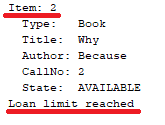 Item: 2
Type: Book
Title: Why
Author: Because
CallNo: 2
State: AVAILABLE
Loan limit reached